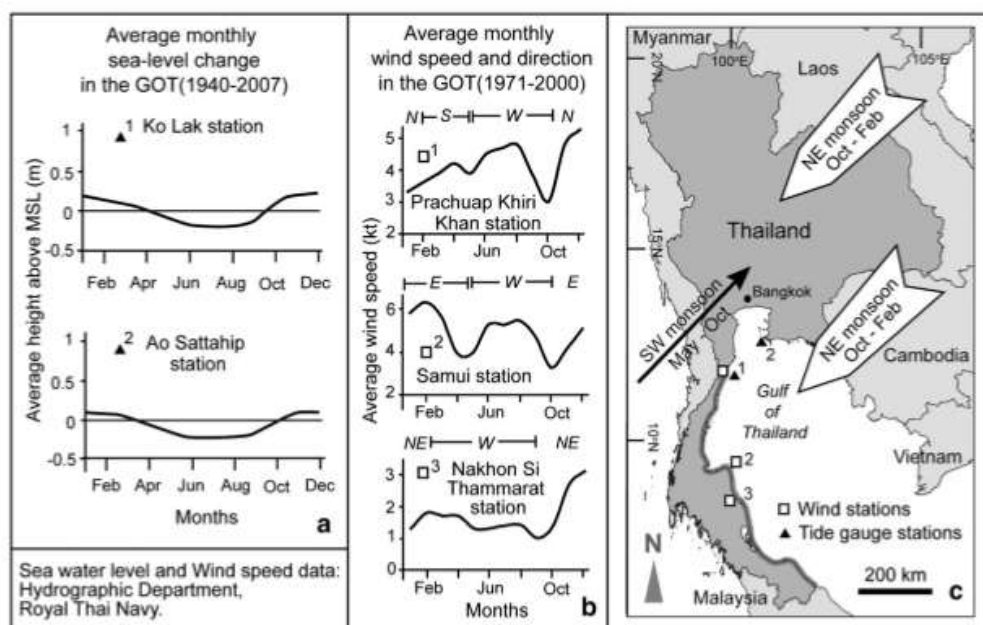 Average monthly
sea-level change
in the GOT(1940-2007)
Average height above MSL (m)
1
0.5
0
-0.5
1 Ko Lak station
Feb Apr Jun Aug Oct Dec
1
0.5
0
-0.5
2 Ao Sattahip
station
Feb Apr Jun Aug Oct Dec
Months
a
Sea water level and Wind speed data:
Hydrographic Department,
Royal Thai Navy.
Average monthly
wind speed and direction
in the GOT(1971-2000)
Average wind speed (kt)
N S W N
5
4
3
2
1
Prachuap Khiri
Khan station
Feb Jun Oct
E W E
6
4
2
2
Samui station
Feb Jun Oct
NE W NE
3
2
1
0
3 Nakhon Si
Thammarat
station
Feb Jun Oct
Months
b
Myanmar
20°N
100°E
105°E
Laos
NE monsoon
Oct - Feb
Thailand
15°N
Bangkok
SW monsoon
May - Oct
NE monsoon
Oct - Feb
Cambodia
2
1
Gulf
of
Thailand
10°N
Vietnam
2
3
Wind stations
Tide gauge stations
N
200 km
Malaysia
c